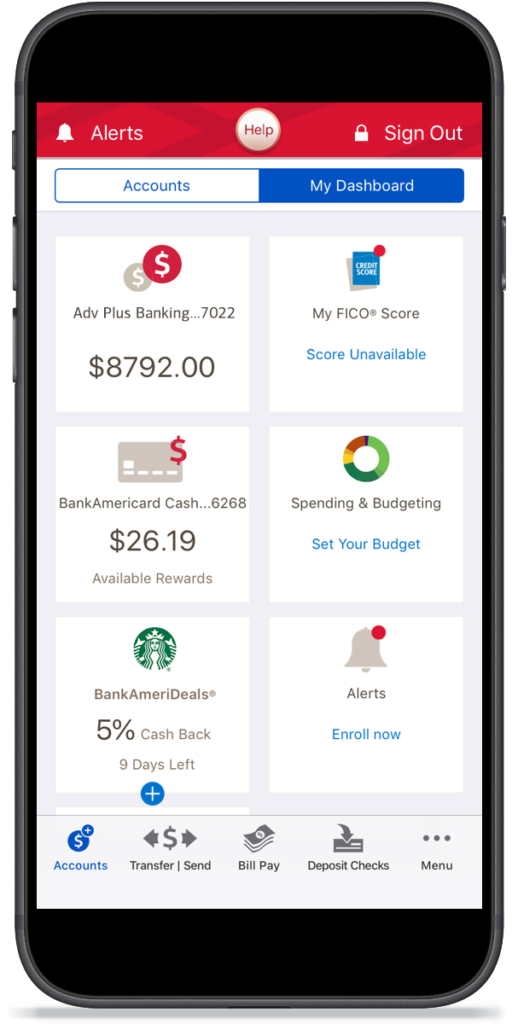 Alerts
Help
Sign Out
Accounts
My Dashboard
$
$
Adv Plus Banking...7022
$8792.00
CREDIT
SCORE
My FICO® Score
Score Unavailable
$
BankAmericard Cash...6268
$26.19
Available Rewards
Spending & Budgeting
Set Your Budget
BankAmeriDeals®
5% Cash Back
9 Days Left
+
Alerts
Enroll now
$+
Accounts
$
Transfer | Send
Bill Pay
Deposit Checks
Menu